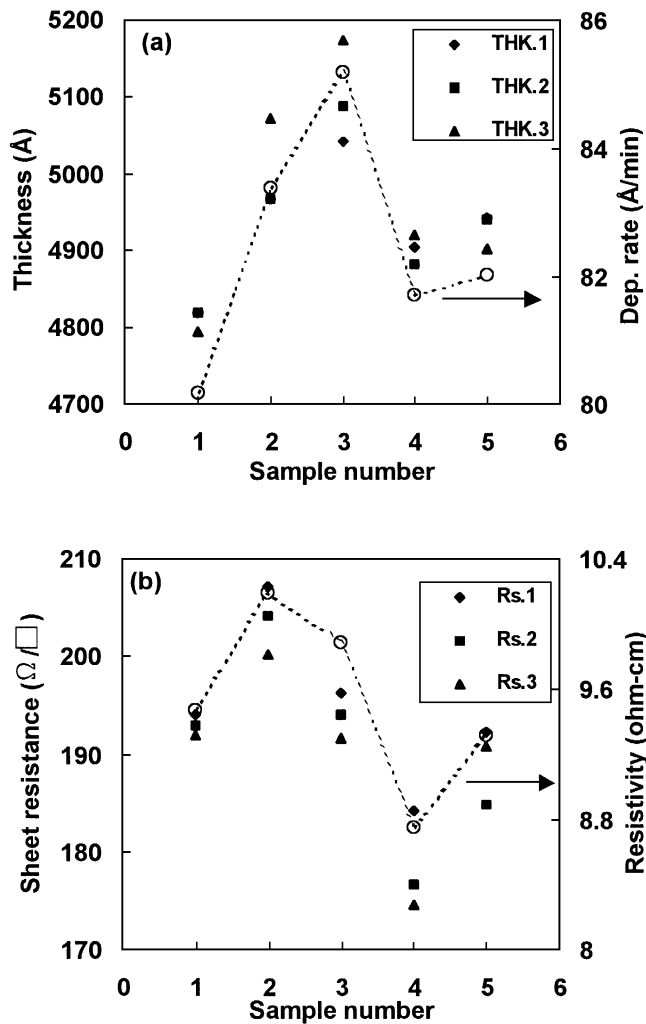 (a)
THK.1
THK.2
THK.3
5200
5100
5000
4900
4800
4700
Thickness (Å)
86
84
82
80
Dep. rate (Å/min)
0 1 2 3 4 5 6
Sample number
(b)
Rs.1
Rs.2
Rs.3
210
200
190
180
170
Sheet resistance (Ω/□)
10.4
9.6
8.8
8
Resistivity (ohm-cm)
0 1 2 3 4 5 6
Sample number